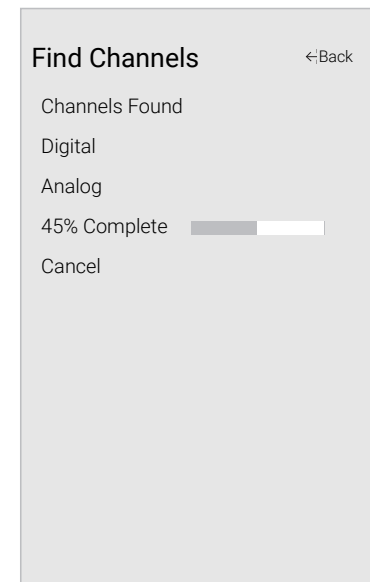 Find Channels
←Back
Channels Found
Digital
Analog
45% Complete
Cancel